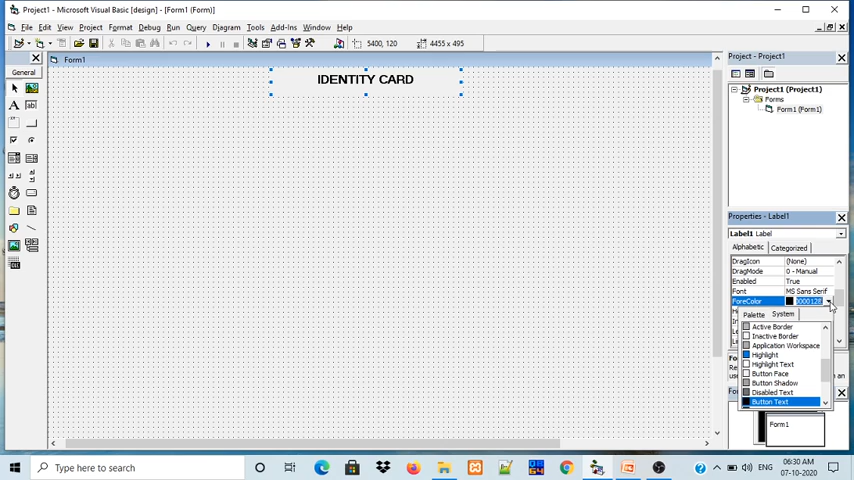 Project1 - Microsoft Visual Basic [design] - [Form1 (Form)]
File Edit View Project Format Debug Run Query Diagram Tools Add-Ins Window Help
5400, 120 4455 x 495
General
Form1
IDENTITY CARD
Project - Project1
Project1 (Project1)
Forms
Form1 (Form1)
Properties - Label1
Label1 Label
Alphabetic Categorized
DragIcon (None)
DragMode 0 - Manual
Enabled True
Font MS Sans Serif
ForeColor
Palette System
Active Border
Inactive Border
Application Workspace
Highlight
Highlight Text
Button Face
Button Shadow
Disabled Text
Button Text
Form1
Type here to search
ENG
06:30 AM
07-10-2020